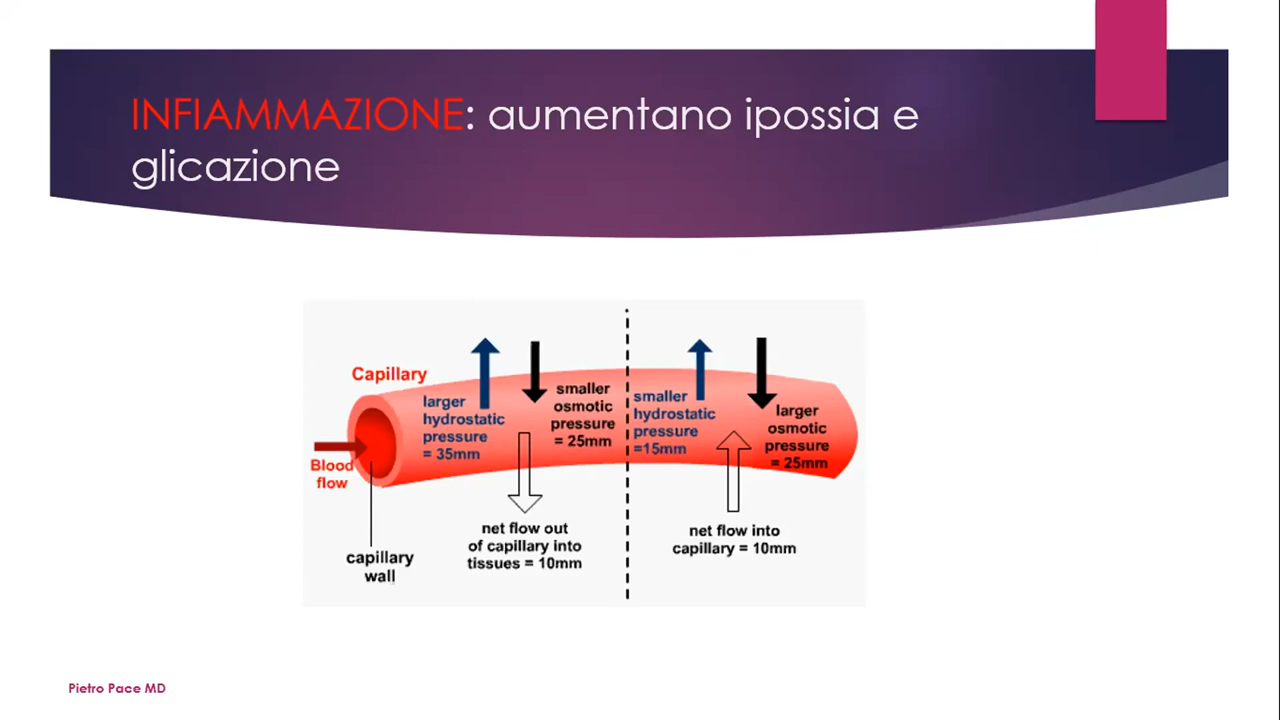 INFIAMMAZIONE: aumentano ipossia e
glicazione
Capillary
larger
hydrostatic
pressure
= 35mm
smaller
osmotic
pressure
= 25mm
smaller
hydrostatic
pressure
=15mm
larger
osmotic
pressure
= 25mm
Blood
flow
capillary
wall
net flow out
of capillary into
tissues = 10mm
net flow into
capillary = 10mm
Pietro Pace MD